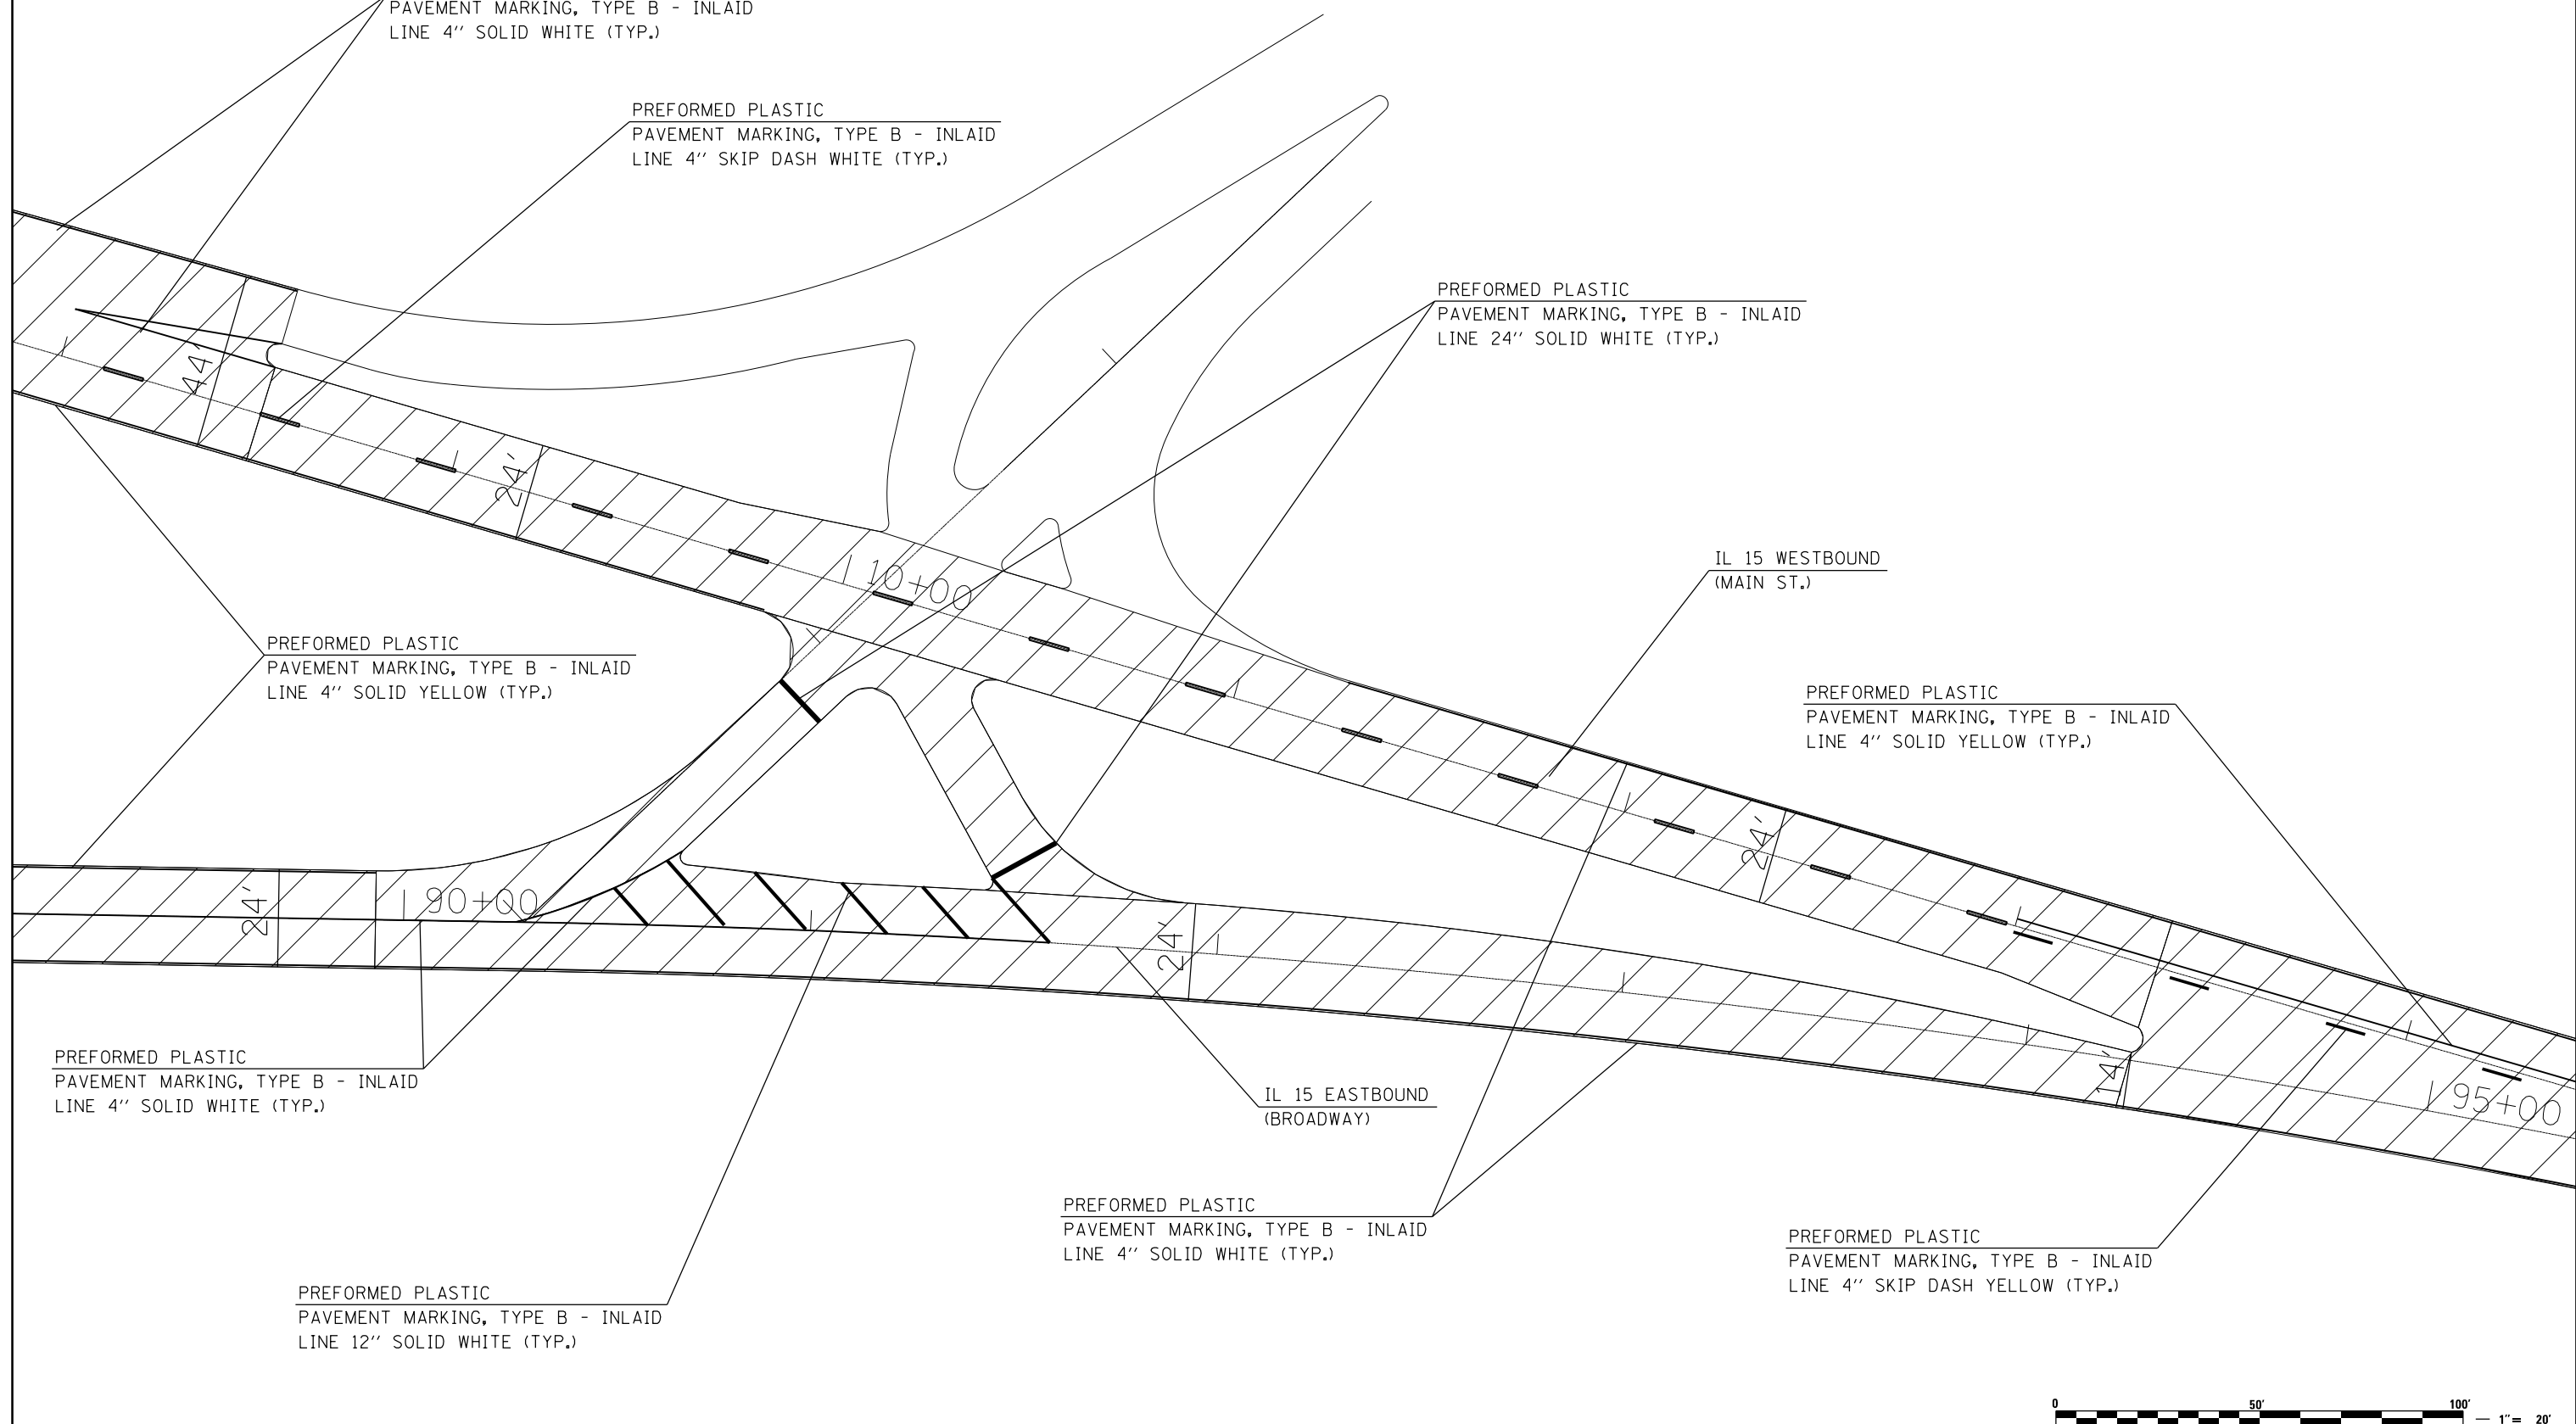 PAVEMENT MARKING, TYPE B - INLAID
LINE 4'' SOLID WHITE (TYP.)
PREFORMED PLASTIC
PAVEMENT MARKING, TYPE B - INLAID
LINE 4'' SKIP DASH WHITE (TYP.)
PREFORMED PLASTIC
PAVEMENT MARKING, TYPE B - INLAID
LINE 24'' SOLID WHITE (TYP.)
44'
24'
110+00
IL 15 WESTBOUND
(MAIN ST.)
PREFORMED PLASTIC
PAVEMENT MARKING, TYPE B - INLAID
LINE 4'' SOLID YELLOW (TYP.)
PREFORMED PLASTIC
PAVEMENT MARKING, TYPE B - INLAID
LINE 4'' SOLID YELLOW (TYP.)
24'
24'
190+00
24'
14'
195+00
PREFORMED PLASTIC
PAVEMENT MARKING, TYPE B - INLAID
LINE 4'' SOLID WHITE (TYP.)
IL 15 EASTBOUND
(BROADWAY)
PREFORMED PLASTIC
PAVEMENT MARKING, TYPE B - INLAID
LINE 4'' SOLID WHITE (TYP.)
PREFORMED PLASTIC
PAVEMENT MARKING, TYPE B - INLAID
LINE 4'' SKIP DASH YELLOW (TYP.)
PREFORMED PLASTIC
PAVEMENT MARKING, TYPE B - INLAID
LINE 12'' SOLID WHITE (TYP.)
0 50' 100'
1"= 20'